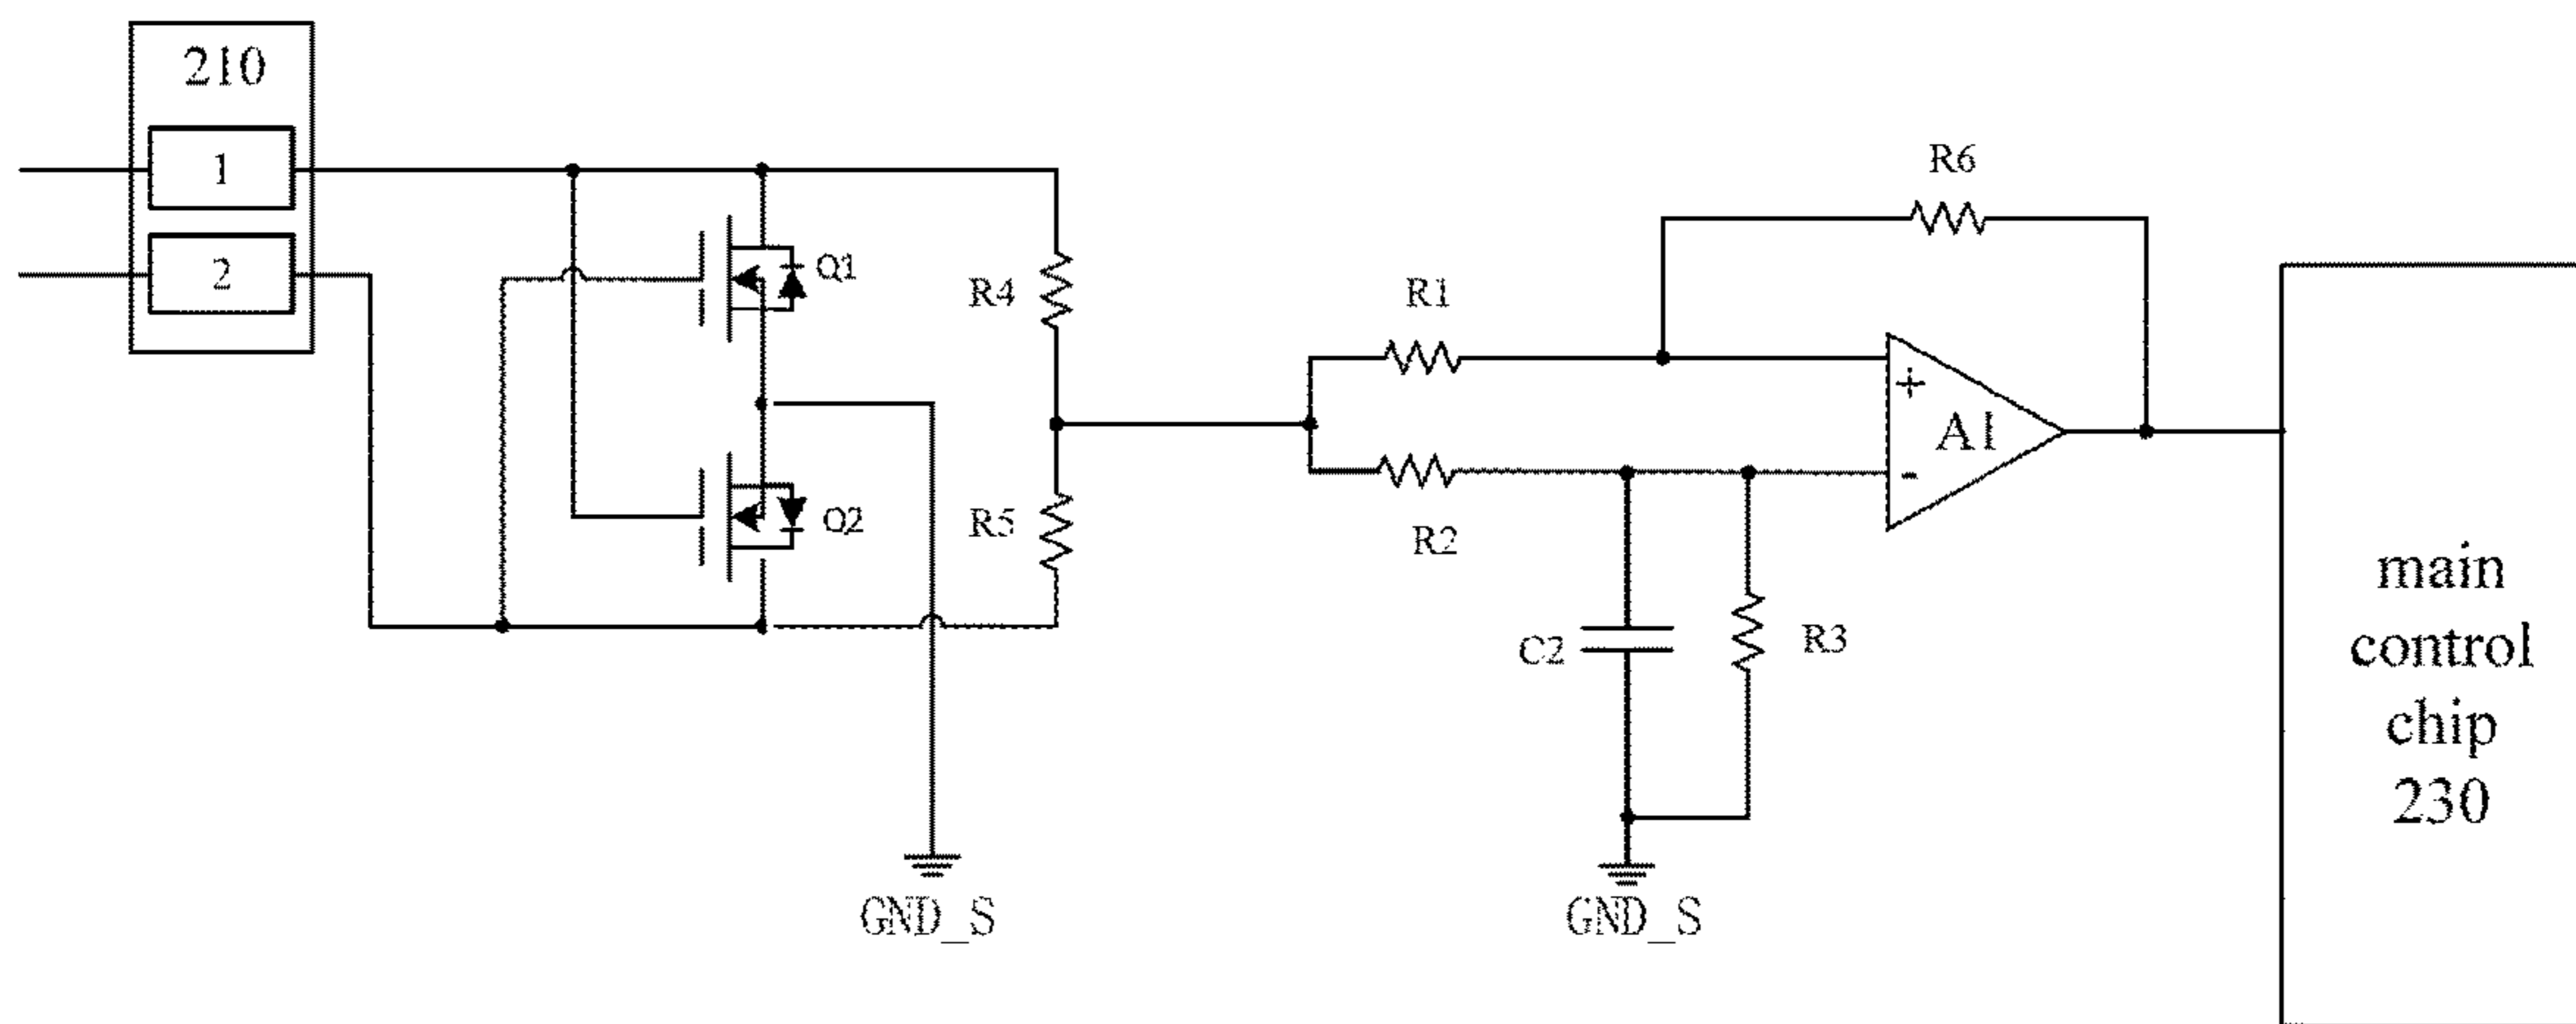 210
1
2
Q1
Q2
R4
R5
GND_S
R1
R2
R6
+
A1
-
C2
R3
GND_S
main
control
chip
230